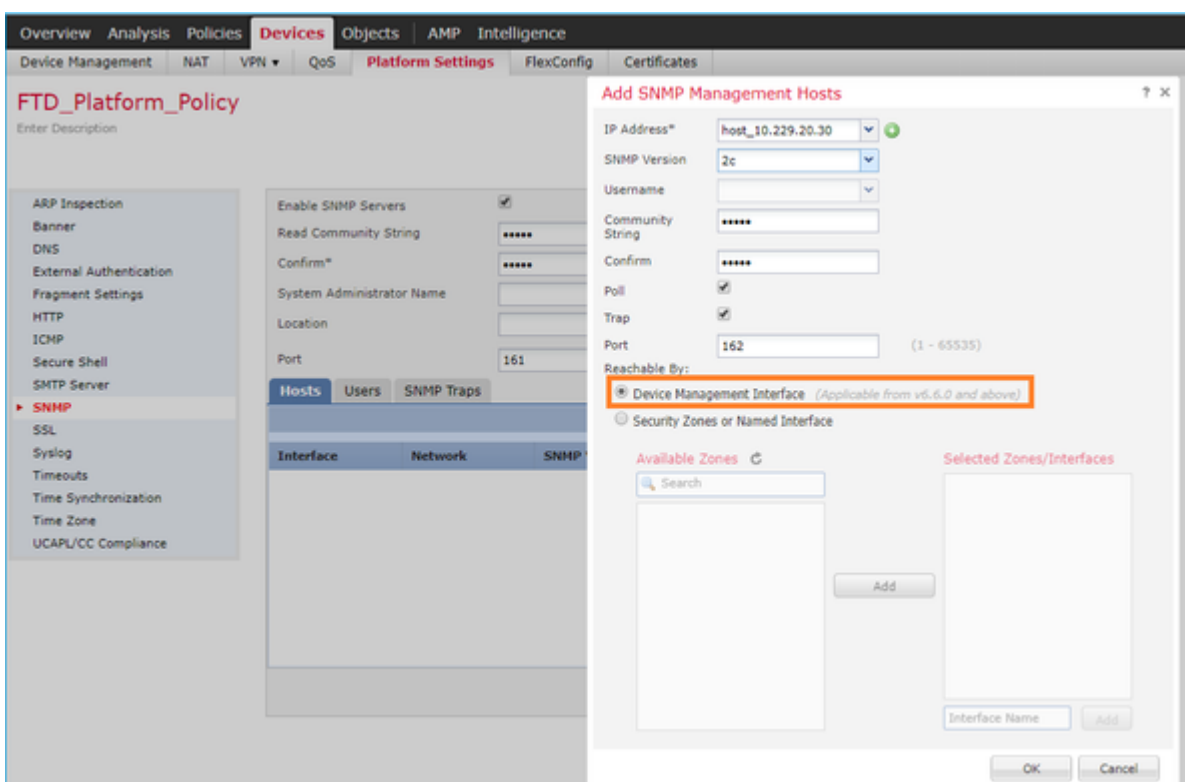 Overview Analysis Policies Devices Objects AMP Intelligence
Device Management NAT VPN ▾ QoS Platform Settings FlexConfig Certificates
FTD_Platform_Policy
Enter Description
ARP Inspection
Banner
DNS
External Authentication
Fragment Settings
HTTP
ICMP
Secure Shell
SMTP Server
SNMP
SSL
Syslog
Timeouts
Time Synchronization
Time Zone
UCAPL/CC Compliance
Enable SNMP Servers
Read Community String •••••
Confirm* •••••
System Administrator Name
Location
Port 161
Hosts Users SNMP Traps
Interface Network SNMP
Add SNMP Management Hosts ? ×
IP Address* host_10.229.20.30
SNMP Version 2c
Username
Community
String •••••
Confirm •••••
Poll
Trap
Port 162 (1 - 65535)
Reachable By:
Device Management Interface (Applicable from v6.6.0 and above)
Security Zones or Named Interface
Available Zones
Search
Add
Selected Zones/Interfaces
Interface Name Add
OK Cancel